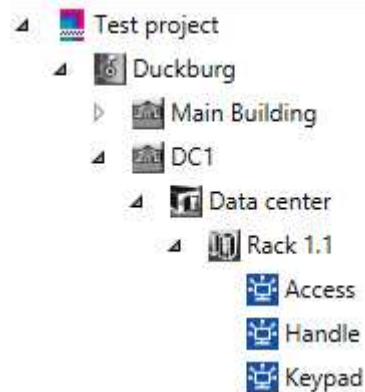 Test project
Duckburg
Main Building
DC1
Data center
Rack 1.1
Access
Handle
Keypad